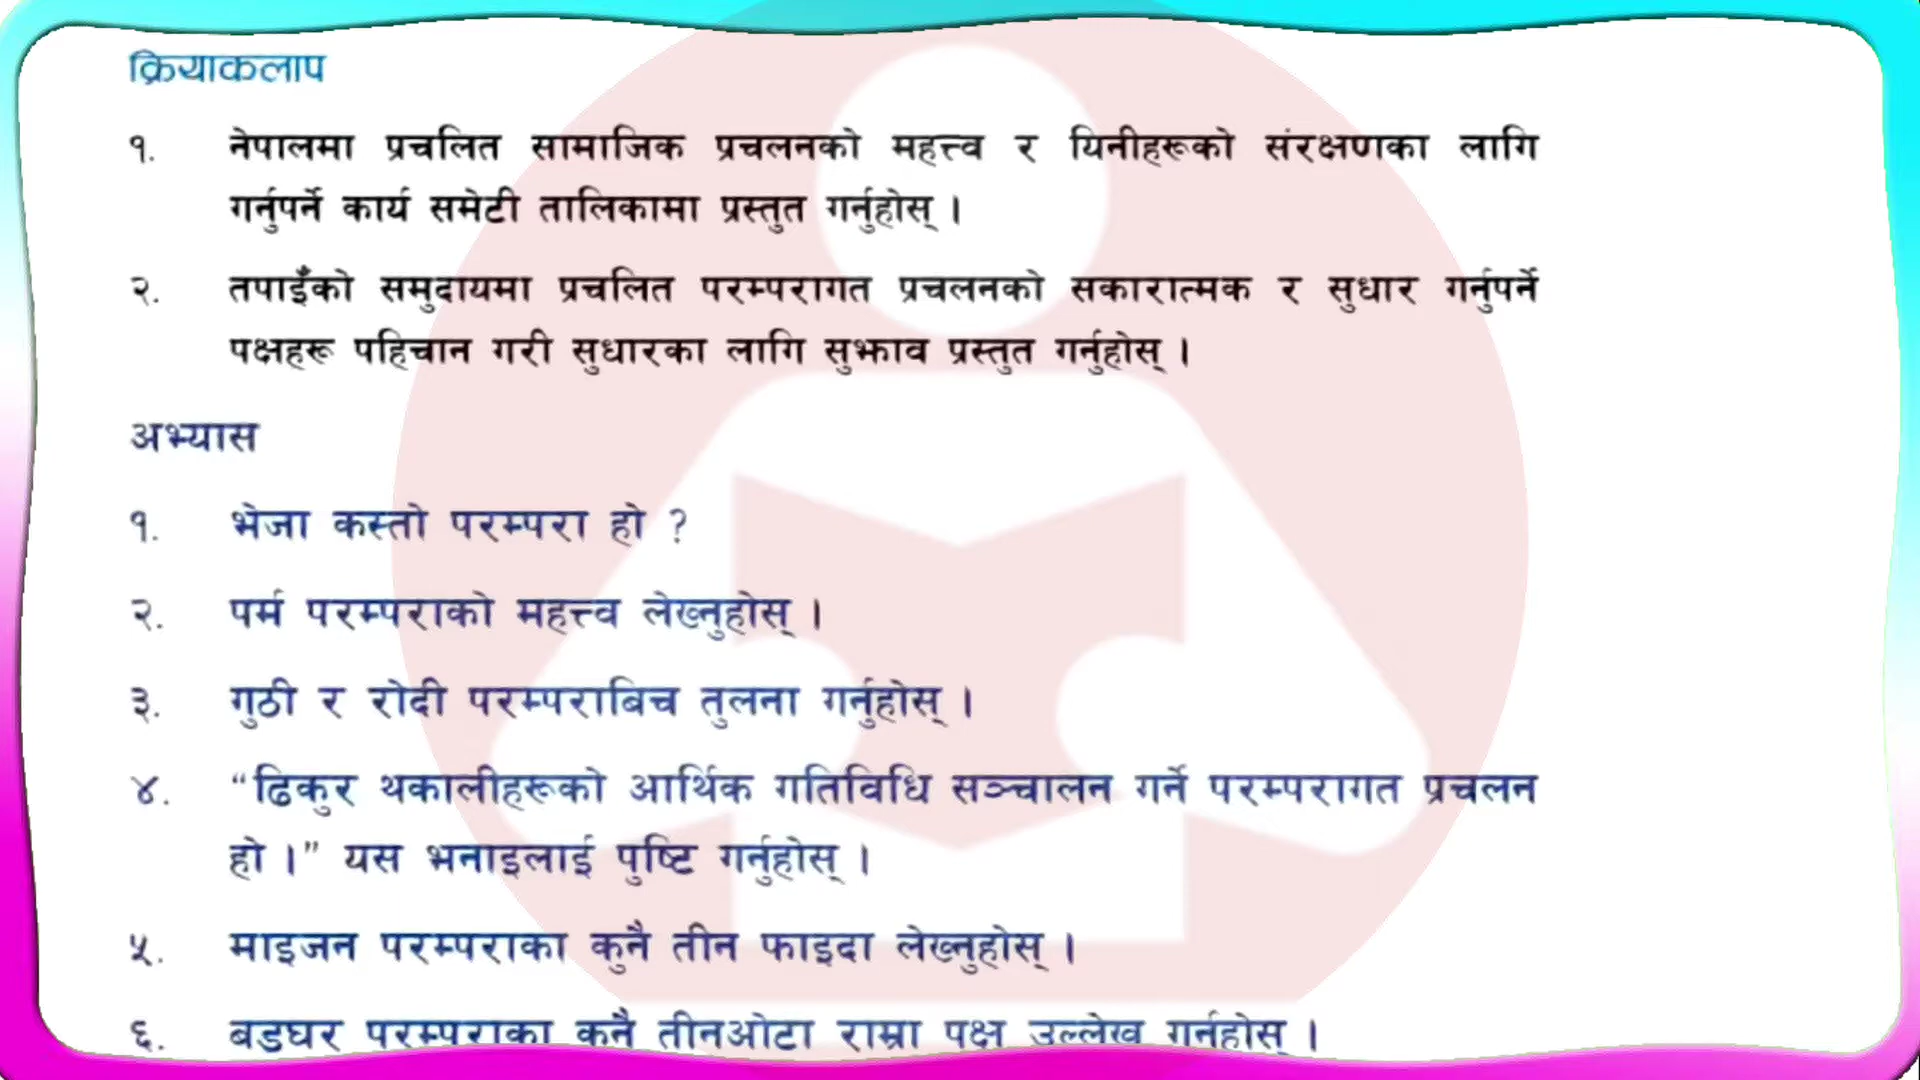 क्रियाकलाप
१. नेपालमा प्रचलित सामाजिक प्रचलनको महत्त्व र यिनीहरूको संरक्षणका लागि
गर्नुपर्ने कार्य समेटी तालिकामा प्रस्तुत गर्नुहोस् ।
२. तपाइँको समुदायमा प्रचलित परम्परागत प्रचलनको सकारात्मक र सुधार गर्नुपर्ने
पक्षहरू पहिचान गरी सुधारका लागि सुझाव प्रस्तुत गर्नुहोस् ।
अभ्यास
१. भेजा कस्तो परम्परा हो ?
२. पर्म परम्पराको महत्त्व लेख्नुहोस् ।
३. गुठी र रोदी परम्पराबिच तुलना गर्नुहोस् ।
४. “ढिकुर थकालीहरूको आर्थिक गतिविधि सञ्चालन गर्ने परम्परागत प्रचलन
हो ।” यस भनाइलाई पुष्टि गर्नुहोस् ।
५. माइजन परम्पराका कुनै तीन फाइदा लेख्नुहोस् ।
६. बडघर परम्पराका कुनै तीनओटा राम्रा पक्ष उल्लेख गर्नुहोस् ।